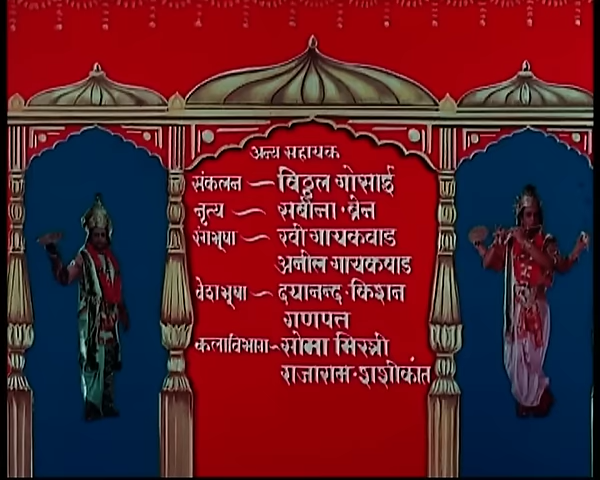 अन्य सहायक
संकलन — विठ्ठल गोसाई
नृत्य — सबीना · ब्रेन
रंगभूषा — रवी गायकवाड
अनील गायकवाड
वेशभूषा — दयानन्द · किशन
गणपत
कलाविभाग — सोमा मिस्त्री
राजाराम · शशीकांत